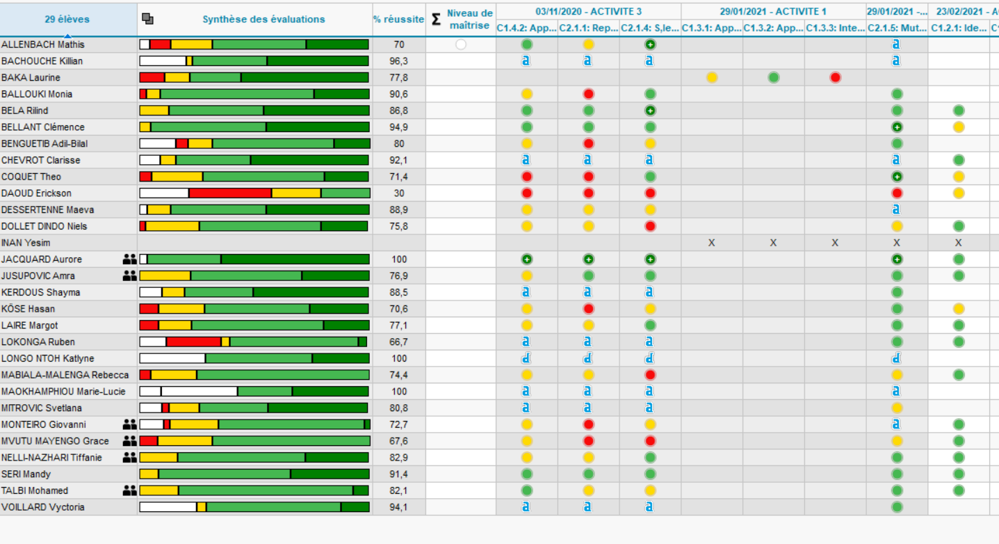 29 élèves Synthèse des évaluations % réussite Σ Niveau de maîtrise 03/11/2020 - ACTIVITE 3 29/01/2021 - ACTIVITE 1 29/01/2021 -... 23/02/2021 - A
C1.4.2: App... C2.1.1: Rep... C2.1.4: S,le... C1.3.1: App... C1.3.2: App... C1.3.3: Inte... C2.1.5: Mut... C1.2.1: Ide... C1
ALLENBACH Mathis 70 + a
BACHOUCHE Killian 96,3 a a a a
BAKA Laurine 77,8
BALLOUKI Monia 90,6
BELA Rilind 86,8 +
BELLANT Clémence 94,9 +
BENGUETIB Adil-Bilal 80
CHEVROT Clarisse 92,1 a a a a
COQUET Theo 71,4 +
DAOUD Erickson 30
DESSERTENNE Maeva 88,9 a
DOLLET DINDO Niels 75,8
INAN Yesim X X X X X
JACQUARD Aurore 100 + + + +
JUSUPOVIC Amra 76,9
KERDOUS Shayma 88,5 a a a
KÖSE Hasan 70,6
LAIRE Margot 77,1
LOKONGA Ruben 66,7 a a a
LONGO NTOH Katlyne 100 d d d d
MABIALA-MALENGA Rebecca 74,4
MAOKHAMPHIOU Marie-Lucie 100 a a a a
MITROVIC Svetlana 80,8 a a a
MONTEIRO Giovanni 72,7 a
MVUTU MAYENGO Grace 67,6
NELLI-NAZHARI Tiffanie 82,9
SERI Mandy 91,4
TALBI Mohamed 82,1
VOILLARD Vyctoria 94,1 a a a